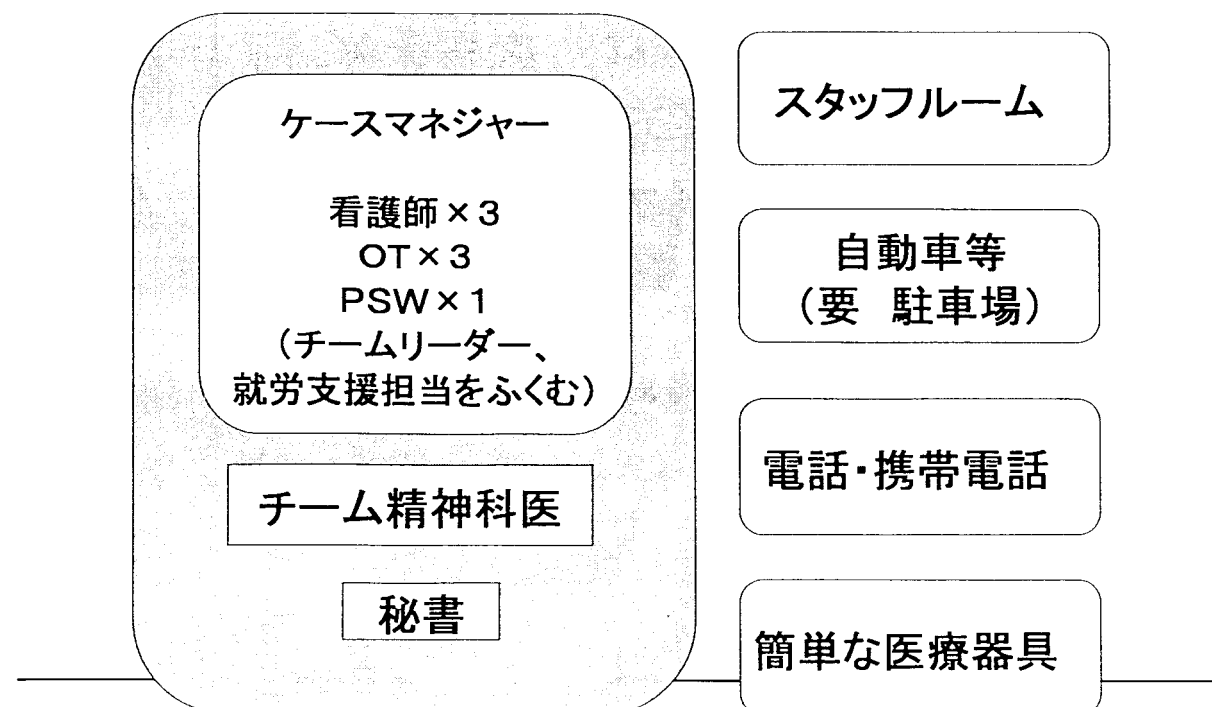 ケースマネジャー
看護師×3
OT×3
PSW×1
(チームリーダー、
就労支援担当をふくむ)
チーム精神科医
秘書
スタッフルーム
自動車等
(要 駐車場)
電話・携帯電話
簡単な医療器具